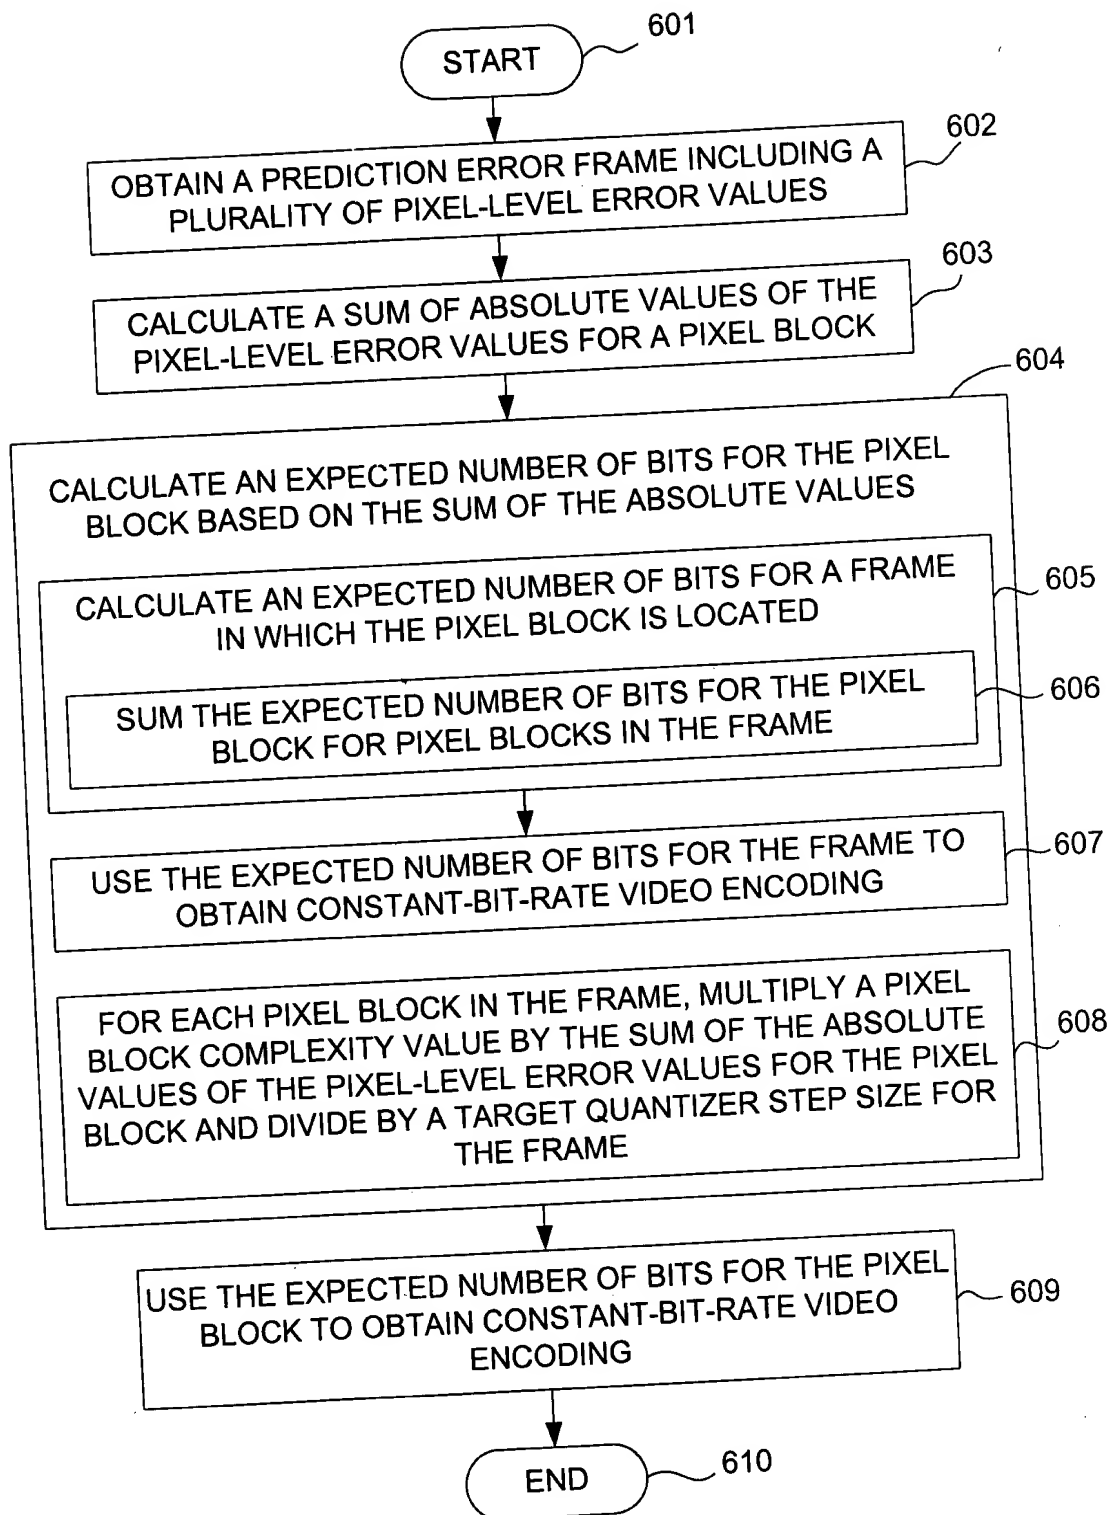 601
START
602
OBTAIN A PREDICTION ERROR FRAME INCLUDING A
PLURALITY OF PIXEL-LEVEL ERROR VALUES
603
CALCULATE A SUM OF ABSOLUTE VALUES OF THE
PIXEL-LEVEL ERROR VALUES FOR A PIXEL BLOCK
604
CALCULATE AN EXPECTED NUMBER OF BITS FOR THE PIXEL
BLOCK BASED ON THE SUM OF THE ABSOLUTE VALUES
CALCULATE AN EXPECTED NUMBER OF BITS FOR A FRAME
IN WHICH THE PIXEL BLOCK IS LOCATED
605
SUM THE EXPECTED NUMBER OF BITS FOR THE PIXEL
BLOCK FOR PIXEL BLOCKS IN THE FRAME
606
USE THE EXPECTED NUMBER OF BITS FOR THE FRAME TO
OBTAIN CONSTANT-BIT-RATE VIDEO ENCODING
607
FOR EACH PIXEL BLOCK IN THE FRAME, MULTIPLY A PIXEL
BLOCK COMPLEXITY VALUE BY THE SUM OF THE ABSOLUTE
VALUES OF THE PIXEL-LEVEL ERROR VALUES FOR THE PIXEL
BLOCK AND DIVIDE BY A TARGET QUANTIZER STEP SIZE FOR
THE FRAME
608
USE THE EXPECTED NUMBER OF BITS FOR THE PIXEL
BLOCK TO OBTAIN CONSTANT-BIT-RATE VIDEO
ENCODING
609
END
610